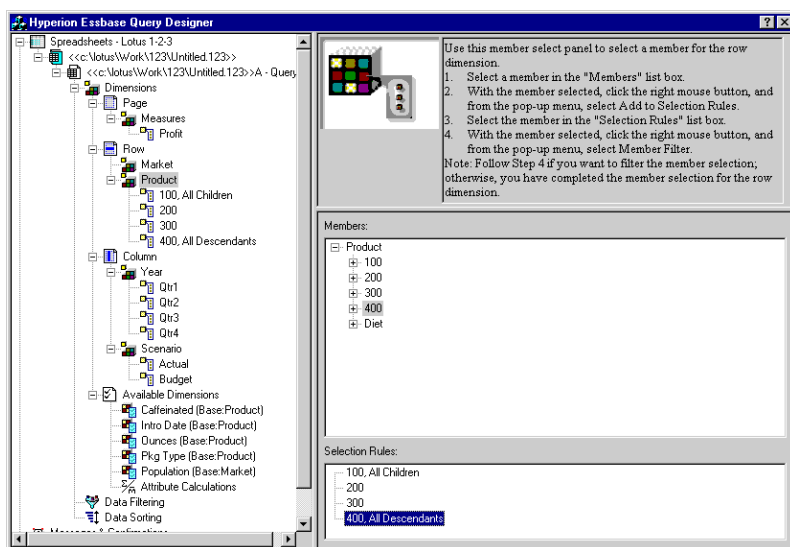 Hyperion Essbase Query Designer
Spreadsheets - Lotus 1-2-3
<<c:\lotus\Work\123\Untitled.123>>
<<c:\lotus\Work\123\Untitled.123>>A - Query
Dimensions
Page
Measures
Profit
Row
Market
Product
100, All Children
200
300
400, All Descendants
Column
Year
Qtr1
Qtr2
Qtr3
Qtr4
Scenario
Actual
Budget
Available Dimensions
Caffeinated (Base:Product)
Intro Date (Base:Product)
Ounces (Base:Product)
Pkg Type (Base:Product)
Population (Base:Market)
Attribute Calculations
Data Filtering
Data Sorting
Use this member select panel to select a member for the row
dimension.
1. Select a member in the "Members" list box.
2. With the member selected, click the right mouse button, and
from the pop-up menu, select Add to Selection Rules.
3. Select the member in the "Selection Rules" list box.
4. With the member selected, click the right mouse button, and
from the pop-up menu, select Member Filter.
Note: Follow Step 4 if you want to filter the member selection;
otherwise, you have completed the member selection for the row
dimension.
Members:
Product
100
200
300
400
Diet
Selection Rules:
100, All Children
200
300
400, All Descendants